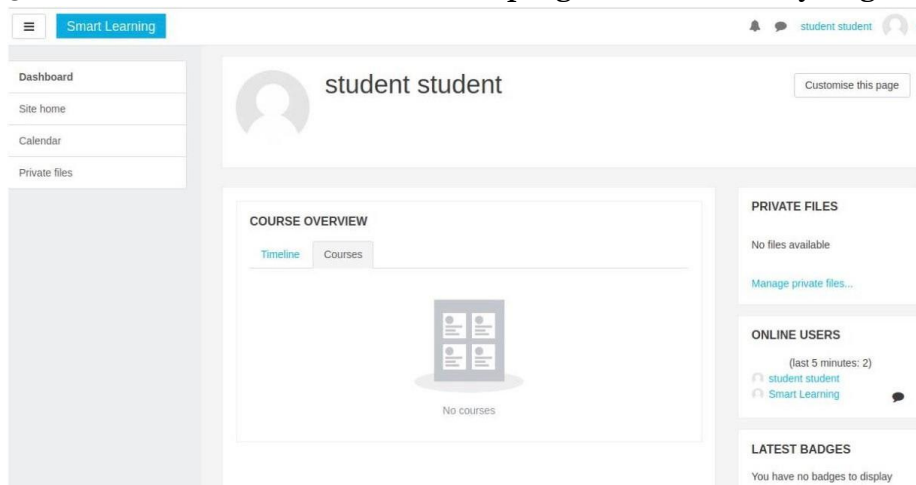 Smart Learning
student student
Dashboard
Site home
Calendar
Private files
student student
Customise this page
COURSE OVERVIEW
Timeline Courses
No courses
PRIVATE FILES
No files available
Manage private files...
ONLINE USERS
(last 5 minutes: 2)
student student
Smart Learning
LATEST BADGES
You have no badges to display